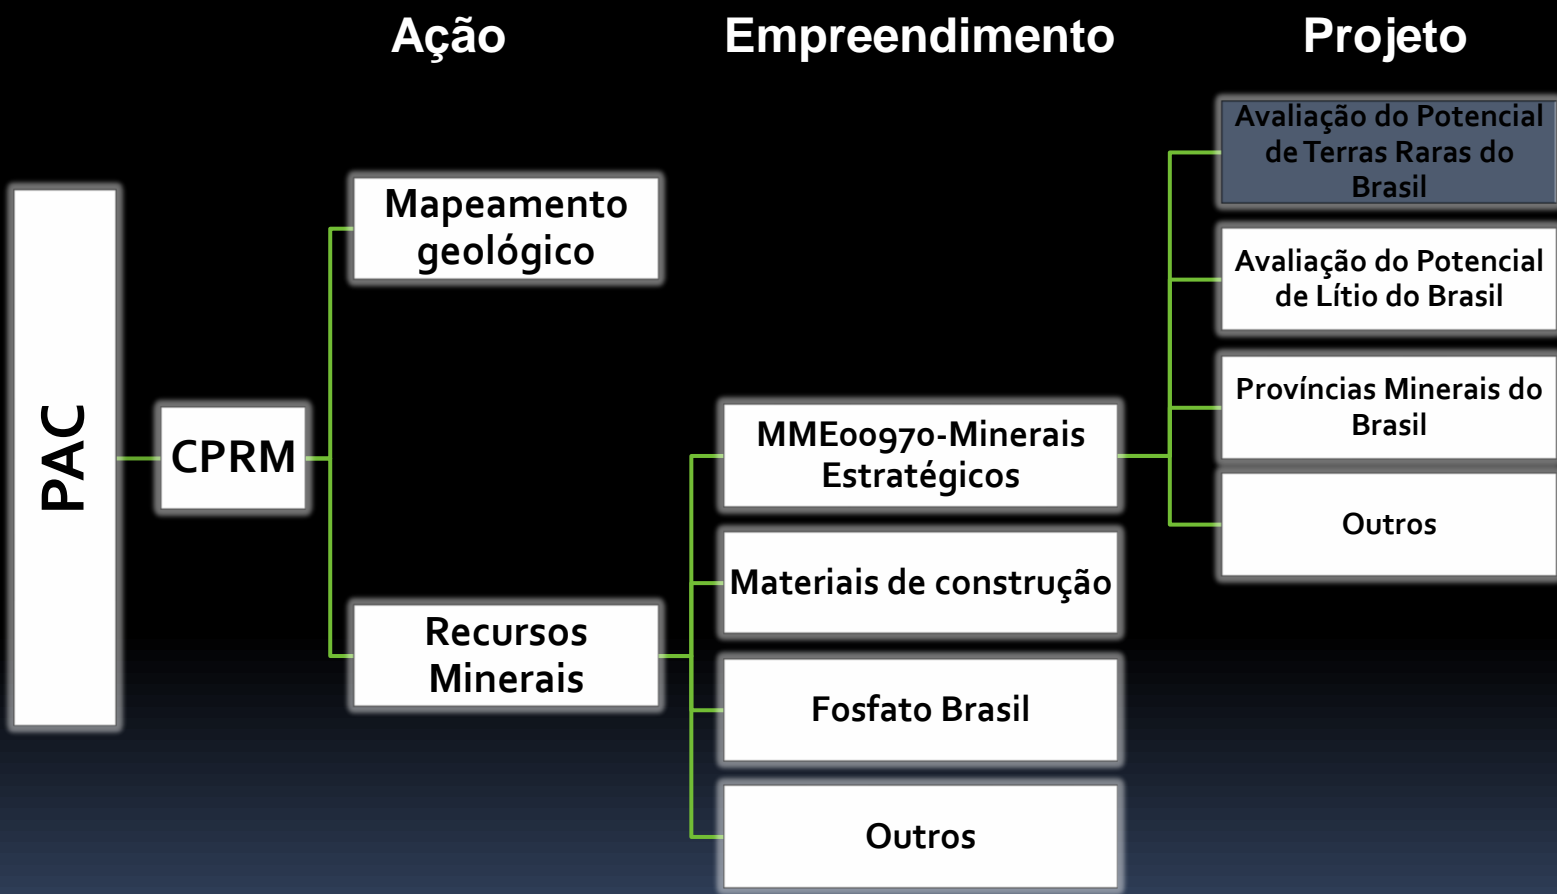 Ação
Empreendimento
Projeto
PAC
CPRM
Mapeamento
geológico
Recursos
Minerais
MME00970-Minerais
Estratégicos
Materiais de construção
Fosfato Brasil
Outros
Avaliação do Potencial
de Terras Raras do
Brasil
Avaliação do Potencial
de Lítio do Brasil
Províncias Minerais do
Brasil
Outros